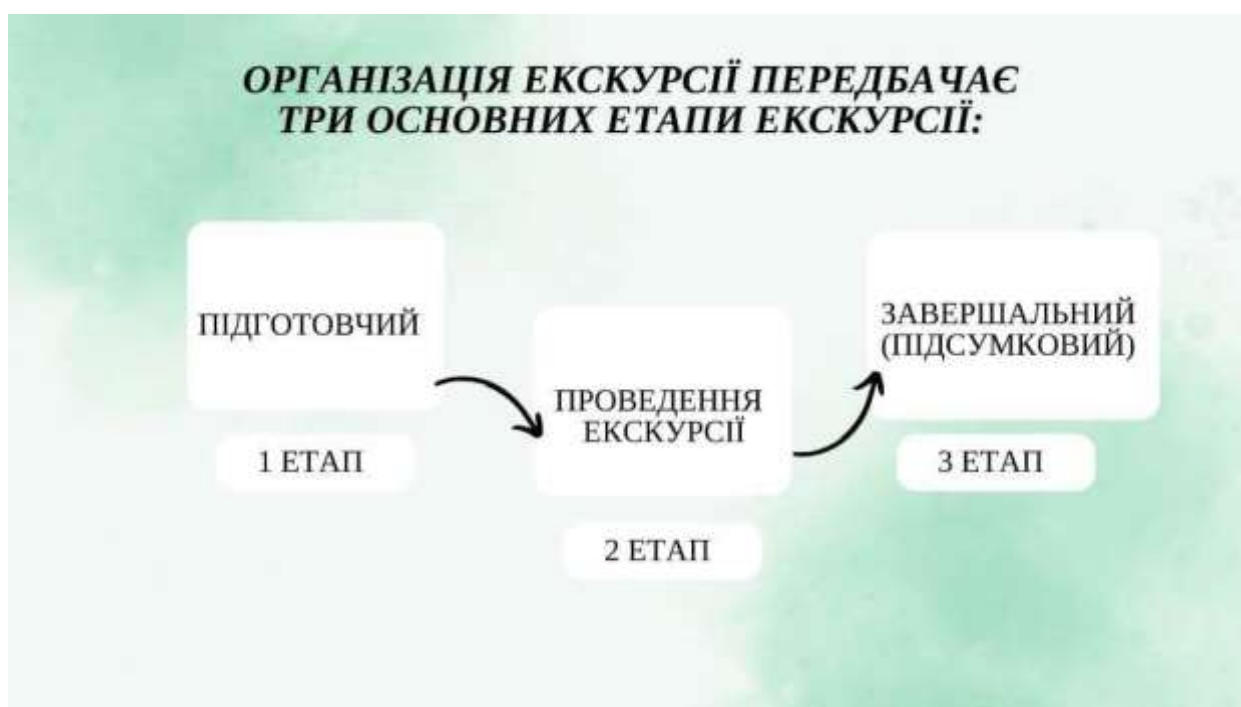 ОРГАНІЗАЦІЯ ЕКСКУРСІЇ ПЕРЕДБАЧАЄ
ТРИ ОСНОВНИХ ЕТАПИ ЕКСКУРСІЇ:
ПІДГОТОВЧИЙ
1 ЕТАП
ПРОВЕДЕННЯ
ЕКСКУРСІЇ
2 ЕТАП
ЗАВЕРШАЛЬНИЙ
(ПІДСУМКОВИЙ)
3 ЕТАП